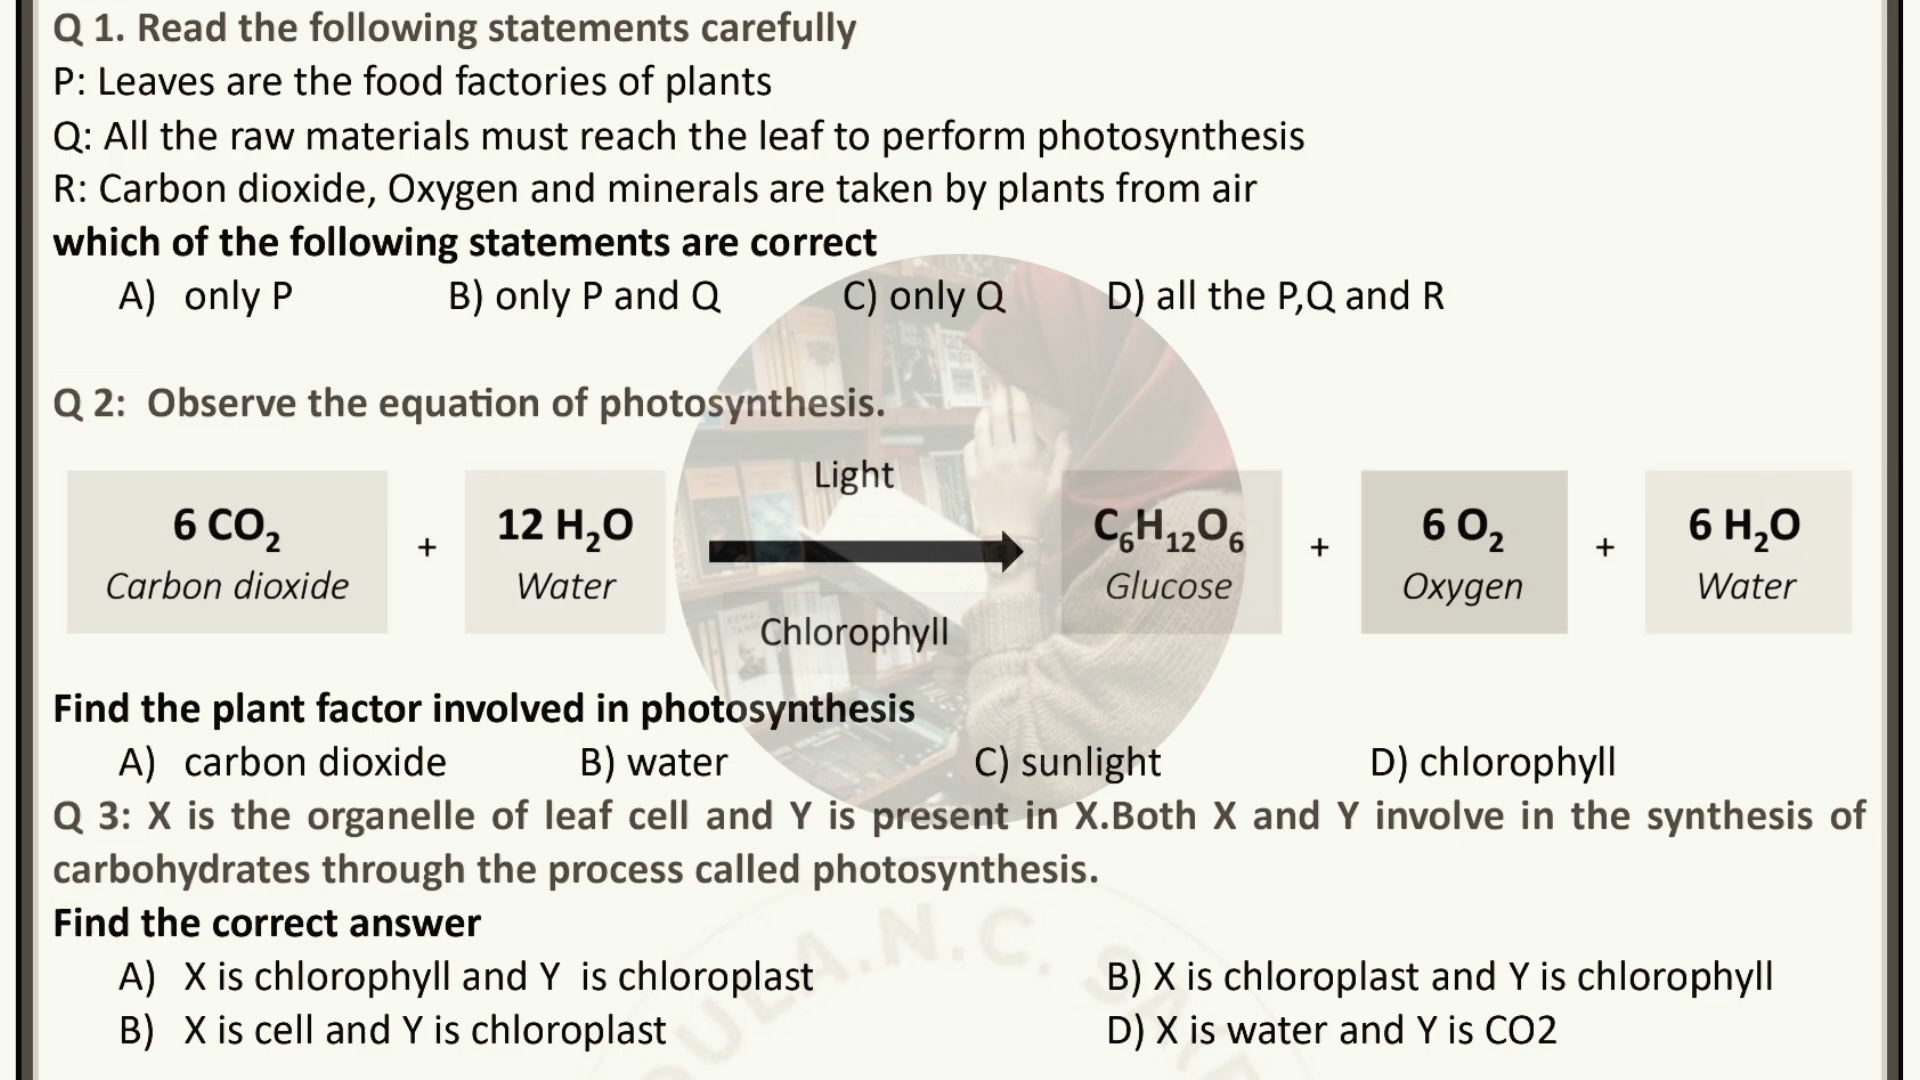 Q 1. Read the following statements carefully
P: Leaves are the food factories of plants
Q: All the raw materials must reach the leaf to perform photosynthesis
R: Carbon dioxide, Oxygen and minerals are taken by plants from air
which of the following statements are correct
A) only P B) only P and Q C) only Q D) all the P,Q and R
Q 2: Observe the equation of photosynthesis.
Light
6 CO₂ + 12 H₂O C₆H₁₂O₆ + 6 O₂ + 6 H₂O
Carbon dioxide Water Glucose Oxygen Water
Chlorophyll
Find the plant factor involved in photosynthesis
A) carbon dioxide B) water C) sunlight D) chlorophyll
Q 3: X is the organelle of leaf cell and Y is present in X.Both X and Y involve in the synthesis of
carbohydrates through the process called photosynthesis.
Find the correct answer
A) X is chlorophyll and Y is chloroplast B) X is chloroplast and Y is chlorophyll
B) X is cell and Y is chloroplast D) X is water and Y is CO2